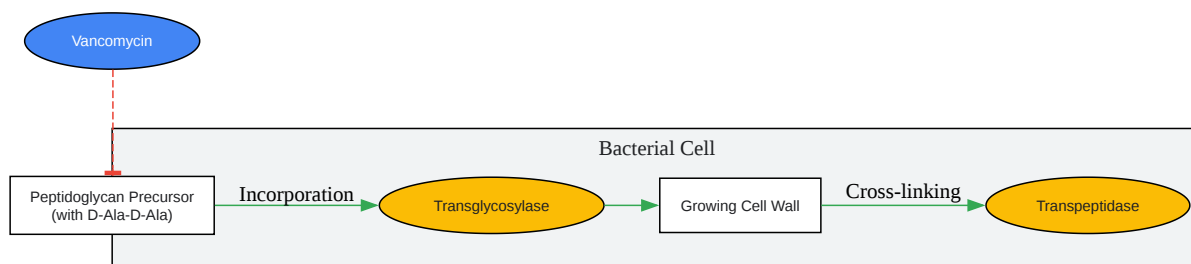 Vancomycin
Bacterial Cell
Peptidoglycan Precursor
(with D-Ala-D-Ala)
Incorporation
Transglycosylase
Growing Cell Wall
Cross-linking
Transpeptidase